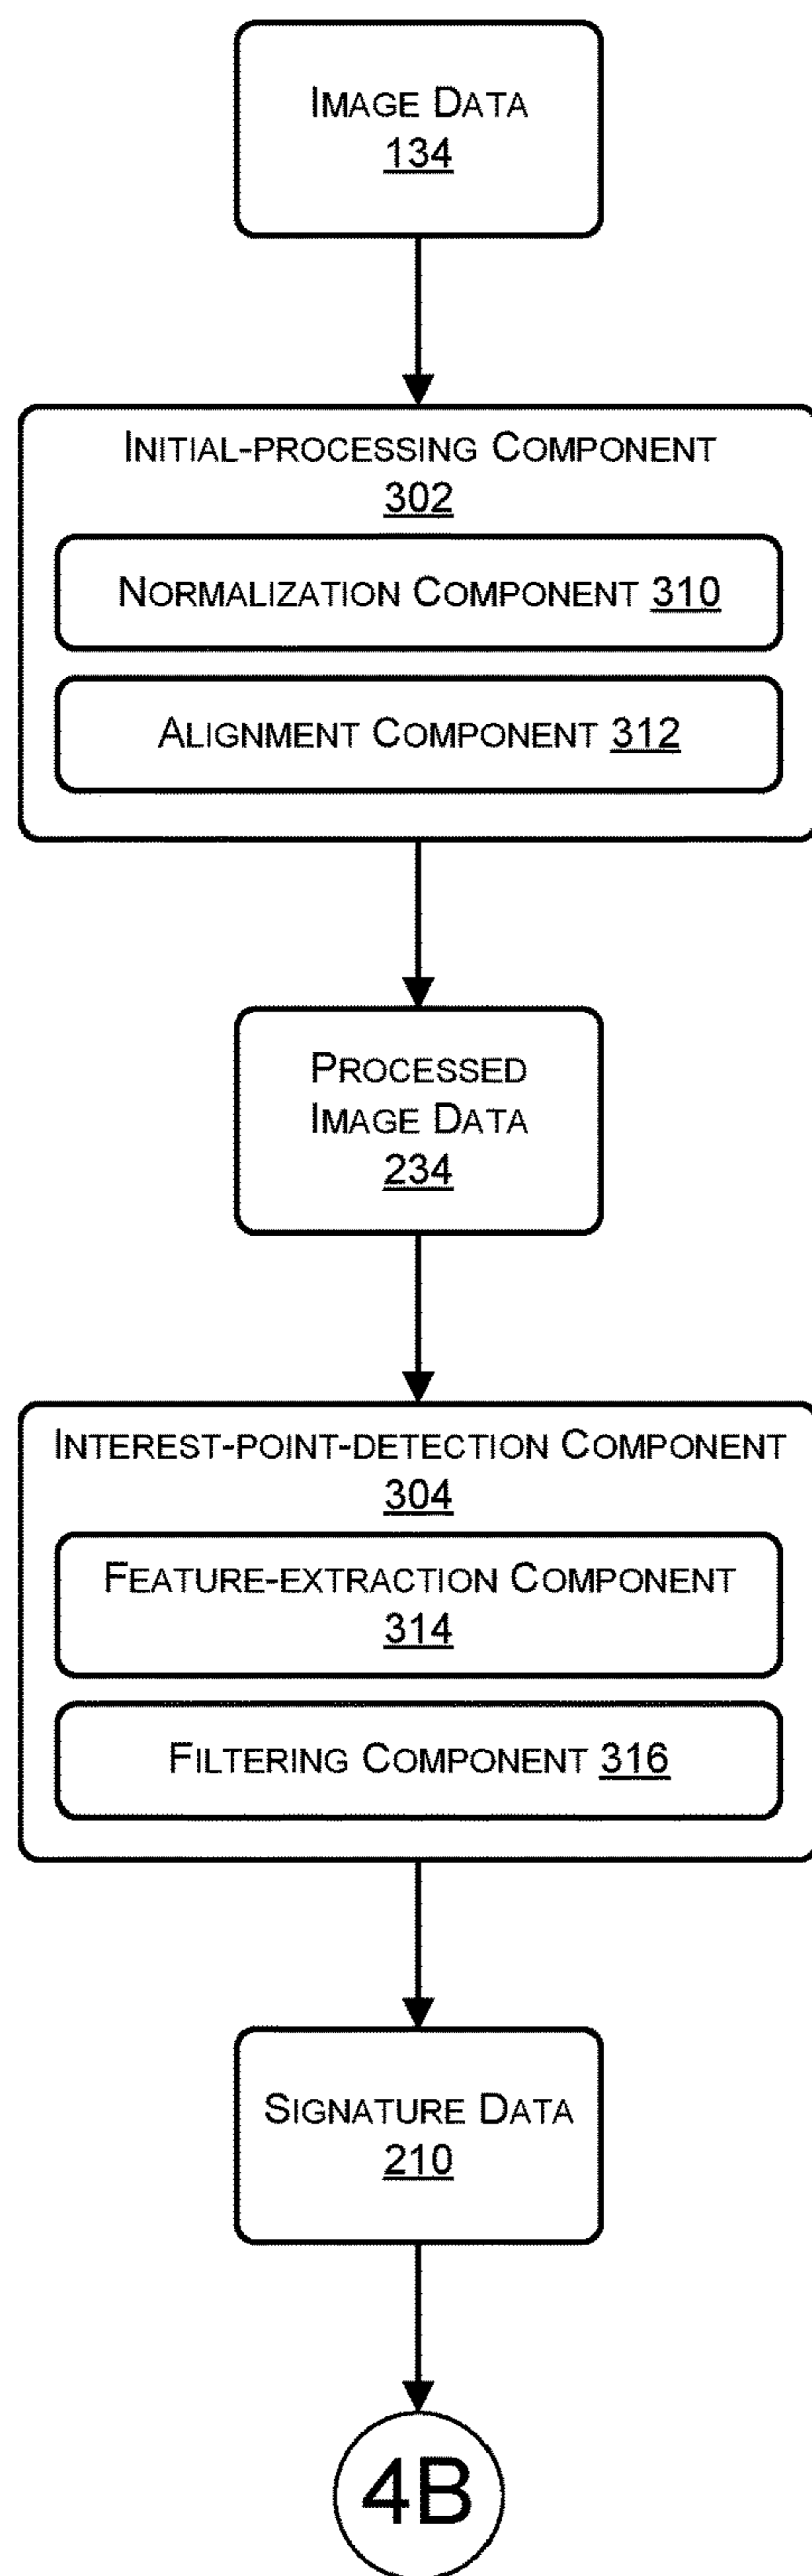 IMAGE DATA
134
INITIAL-PROCESSING COMPONENT
302
NORMALIZATION COMPONENT 310
ALIGNMENT COMPONENT 312
PROCESSED
IMAGE DATA
234
INTEREST-POINT-DETECTION COMPONENT
304
FEATURE-EXTRACTION COMPONENT
314
FILTERING COMPONENT 316
SIGNATURE DATA
210
4B